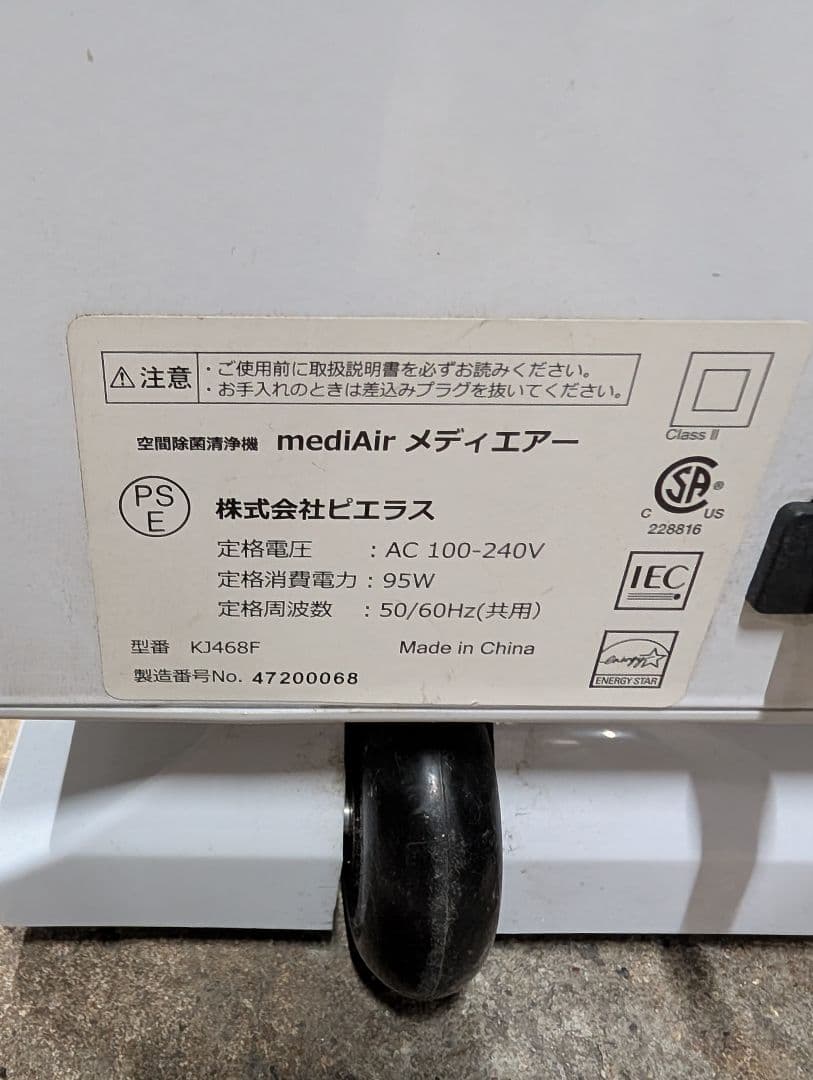 ⚠注意
・ご使用前に取扱説明書を必ずお読みください。
・お手入れのときは差込みプラグを抜いてください。
Class II
空間除菌清浄機 mediAir メディエアー
PS
E
株式会社ピエラス
SA®
C US
228816
定格電圧 : AC 100-240V
定格消費電力 : 95W
定格周波数 : 50/60Hz(共用)
IEC
型番 KJ468F Made in China
製造番号No. 47200068
energy
ENERGY STAR